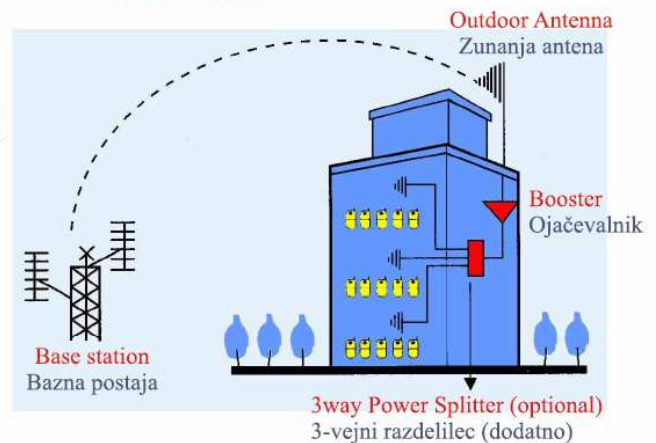 Outdoor Antenna
Zunanja antena
Booster
Ojačevalnik
Base station
Bazna postaja
3way Power Splitter (optional)
3-vejni razdelilec (dodatno)